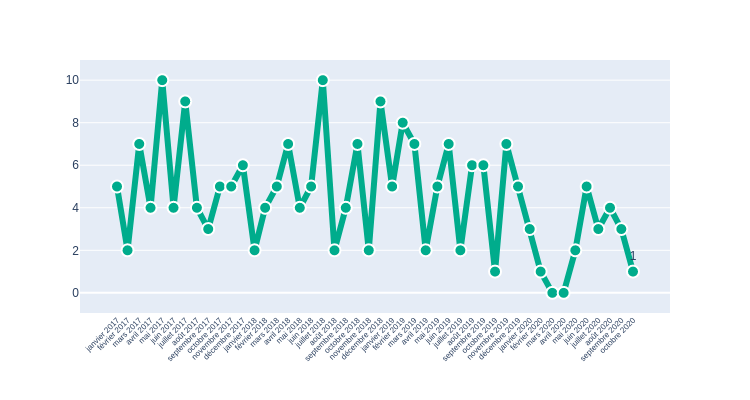 10
8
6
4
2
0
1
janvier 2017
février 2017
mars 2017
avril 2017
mai 2017
juin 2017
juillet 2017
août 2017
septembre 2017
octobre 2017
novembre 2017
décembre 2017
janvier 2018
février 2018
mars 2018
avril 2018
mai 2018
juin 2018
juillet 2018
août 2018
septembre 2018
octobre 2018
novembre 2018
décembre 2018
janvier 2019
février 2019
mars 2019
avril 2019
mai 2019
juin 2019
juillet 2019
août 2019
septembre 2019
octobre 2019
novembre 2019
décembre 2019
janvier 2020
février 2020
mars 2020
avril 2020
mai 2020
juin 2020
juillet 2020
août 2020
septembre 2020
octobre 2020